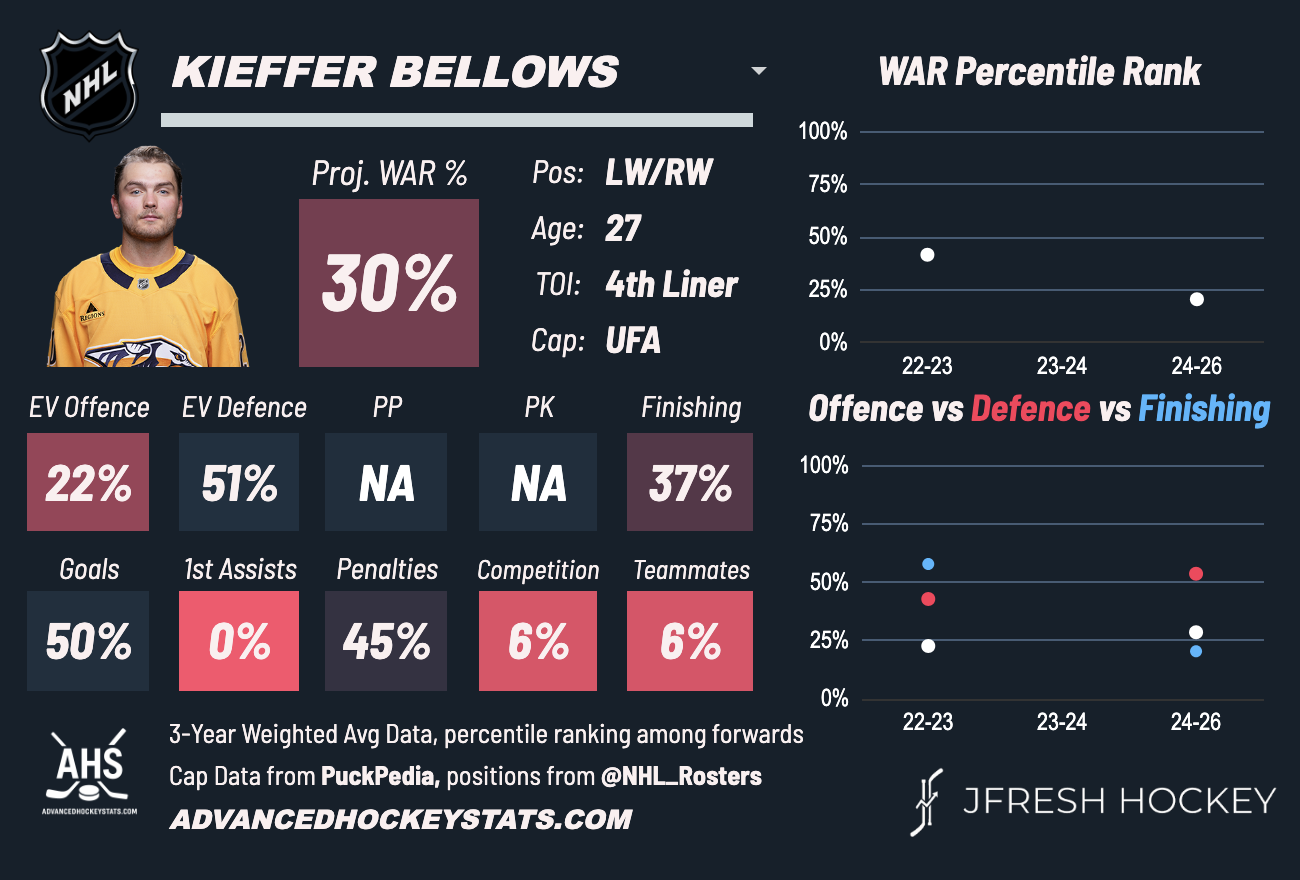 NHL
KIEFFER BELLOWS
WAR Percentile Rank
Proj. WAR %
30%
Pos: LW/RW
Age: 27
TOI: 4th Liner
Cap: UFA
REGIONS
100%
75%
50%
25%
0%
22-23 23-24 24-26
EV Offence EV Defence PP PK Finishing
22% 51% NA NA 37%
Goals 1st Assists Penalties Competition Teammates
50% 0% 45% 6% 6%
Offence vs Defence vs Finishing
100%
75%
50%
25%
0%
22-23 23-24 24-26
AHS
ADVANCEDHOCKEYSTATS.COM
3-Year Weighted Avg Data, percentile ranking among forwards
Cap Data from PuckPedia, positions from @NHL_Rosters
ADVANCEDHOCKEYSTATS.COM
JFRESH HOCKEY